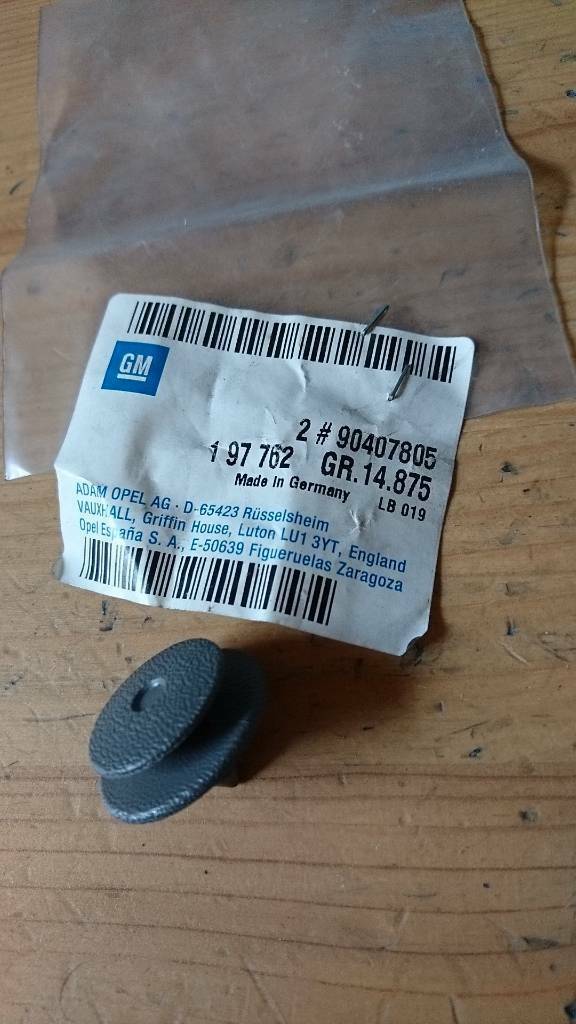 GM
2 # 90407805
1 97 762 GR.14.875
Made in Germany LB 019
ADAM OPEL AG · D-65423 Rüsselsheim
VAUXHALL, Griffin House, Luton LU1 3YT, England
Opel España S. A., E-50639 Figueruelas Zaragoza